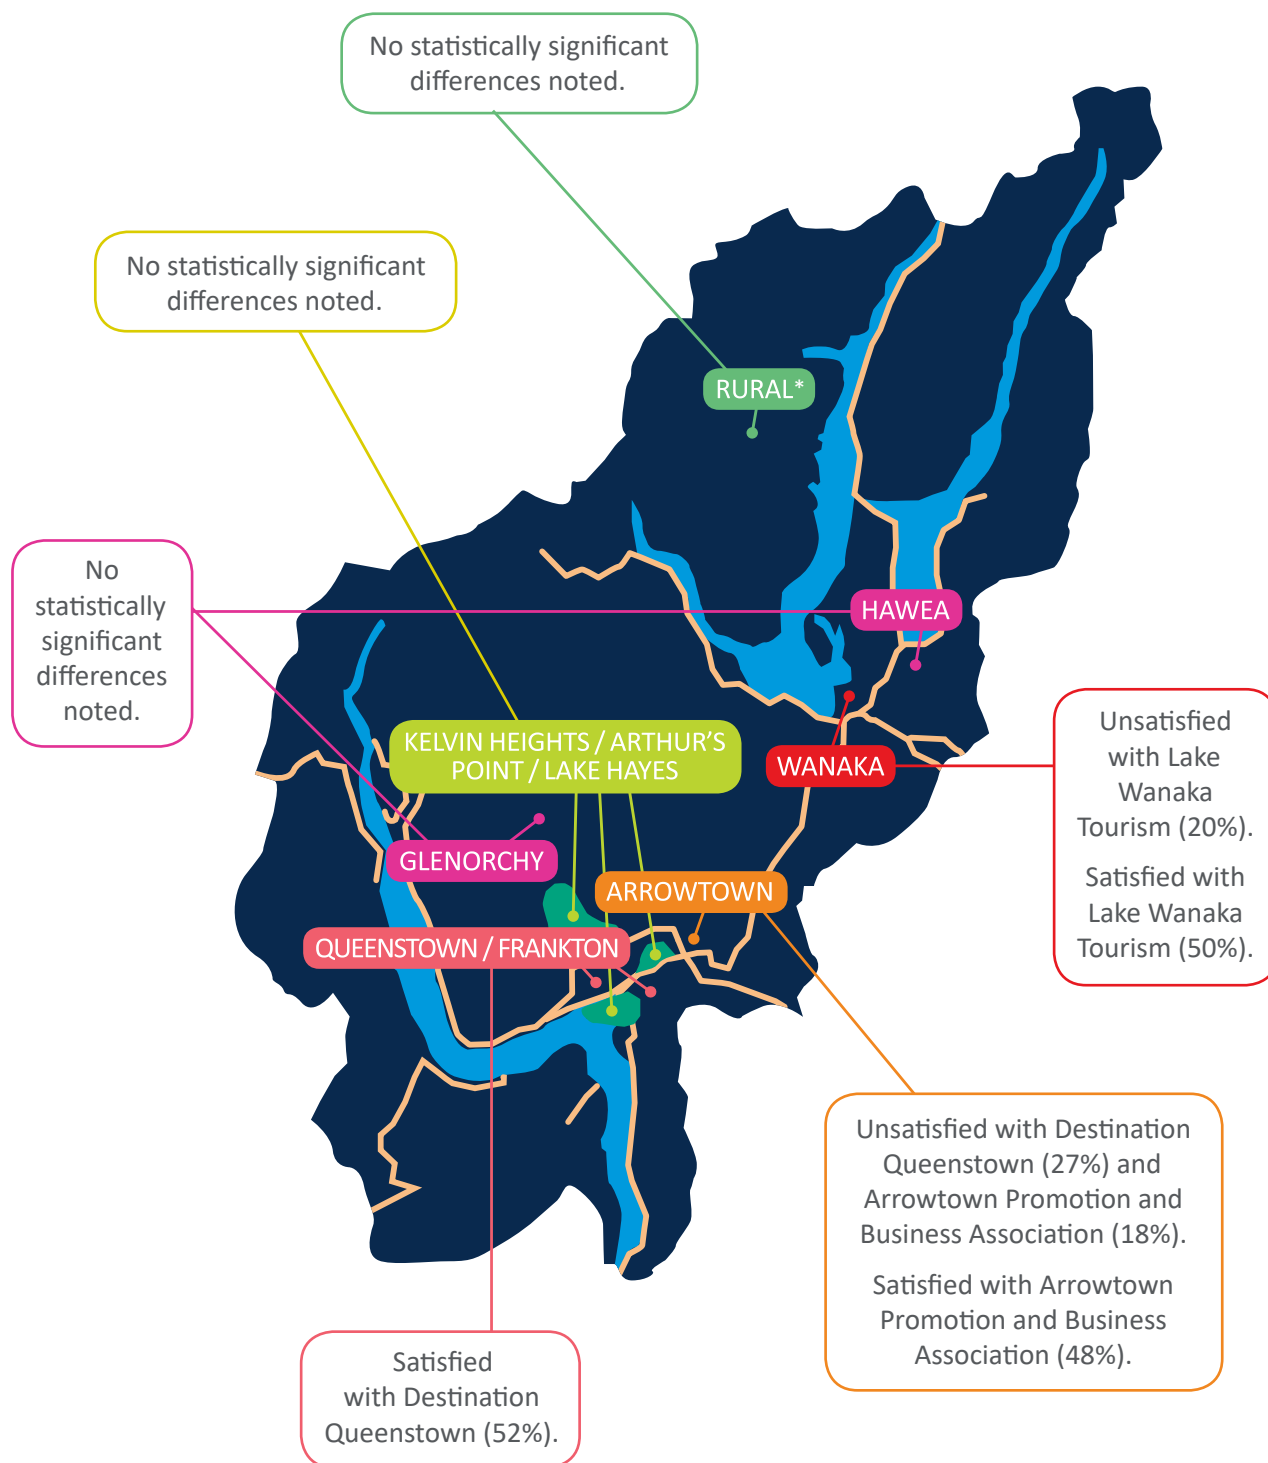 No statistically significant
differences noted.
No statistically significant
differences noted.
RURAL*
No
statistically
significant
differences
noted.
HAWEA
KELVIN HEIGHTS / ARTHUR'S
POINT / LAKE HAYES
WANAKA
Unsatisfied
with Lake
Wanaka
Tourism (20%).
Satisfied with
Lake Wanaka
Tourism (50%).
GLENORCHY
ARROWTOWN
QUEENSTOWN / FRANKTON
Unsatisfied with Destination
Queenstown (27%) and
Arrowtown Promotion and
Business Association (18%).
Satisfied with Arrowtown
Promotion and Business
Association (48%).
Satisfied
with Destination
Queenstown (52%).